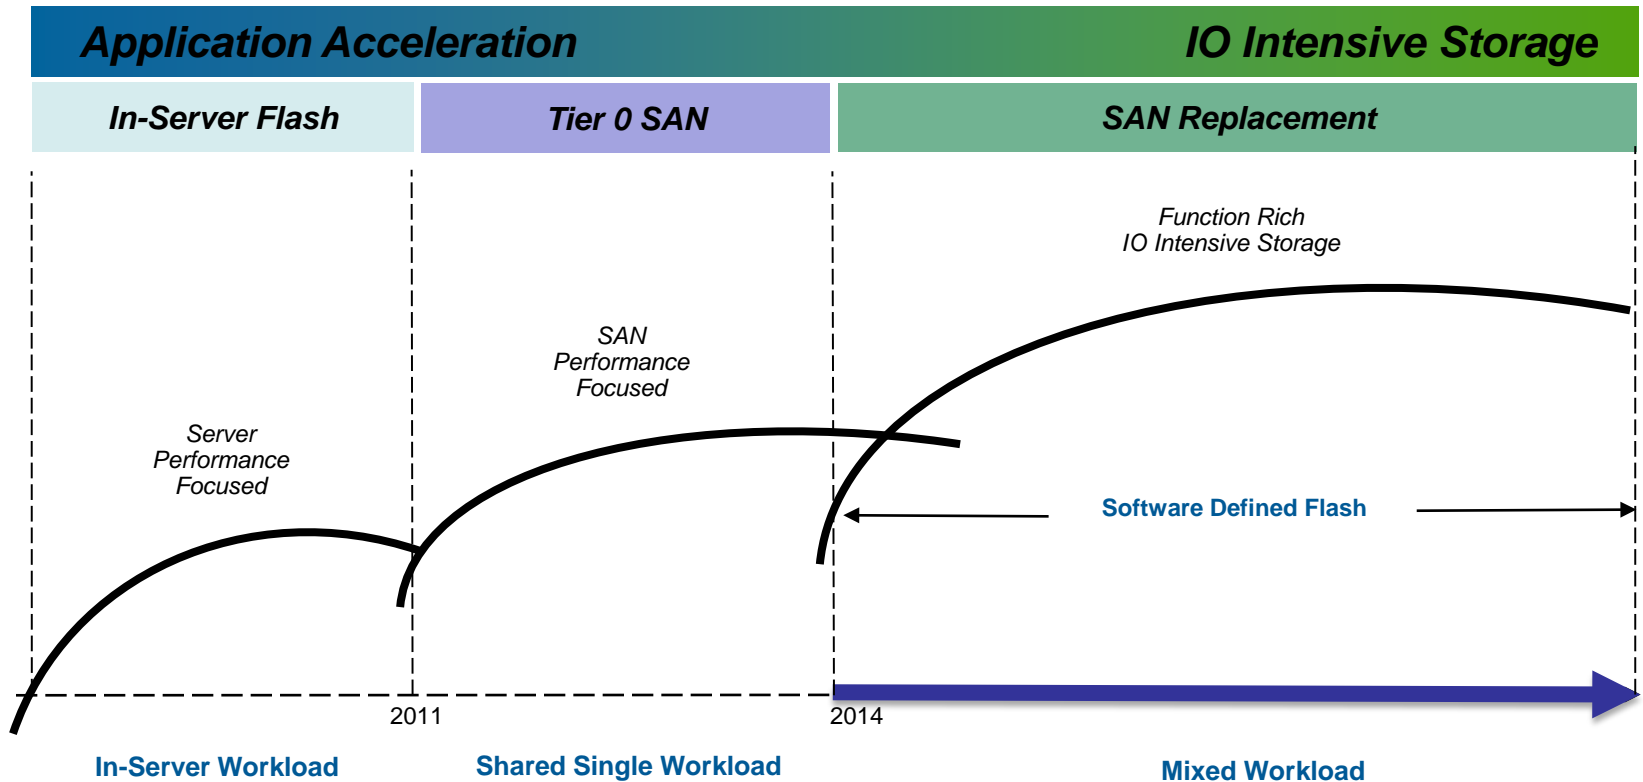 Application Acceleration
IO Intensive Storage
In-Server Flash
Tier 0 SAN
SAN Replacement
Function Rich
IO Intensive Storage
SAN
Performance
Focused
Server
Performance
Focused
Software Defined Flash
2011
2014
In-Server Workload
Shared Single Workload
Mixed Workload